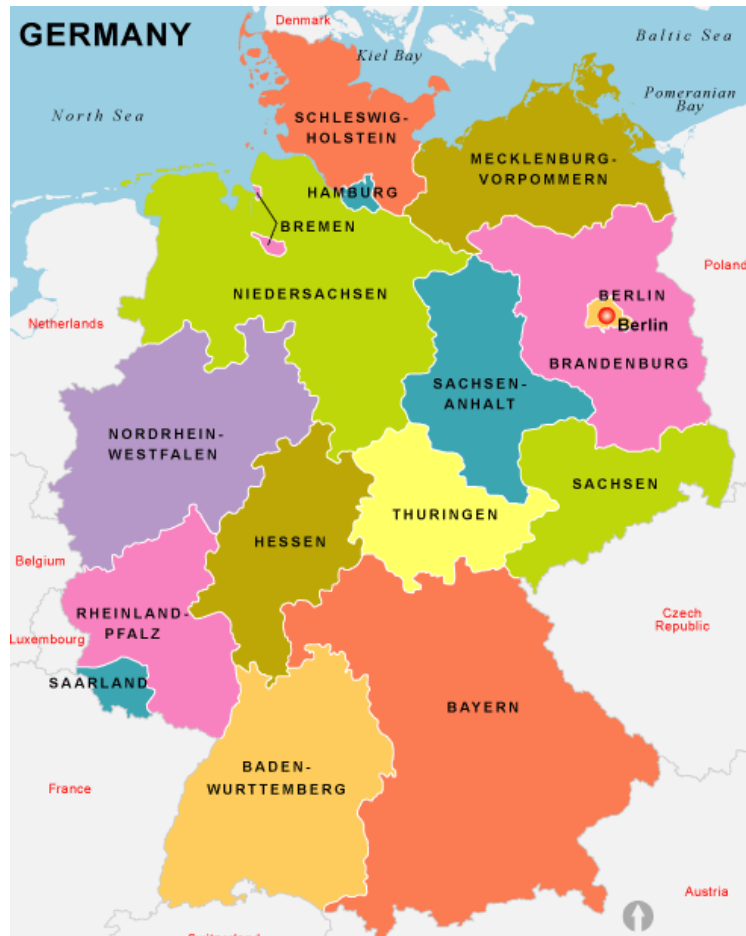 GERMANY
Denmark
Kiel Bay
Baltic Sea
Pomeranian
Bay
North Sea
SCHLESWIG-
HOLSTEIN
MECKLENBURG-
VORPOMMERN
HAMBURG
BREMEN
Poland
NIEDERSACHSEN
BERLIN
Berlin
Netherlands
BRANDENBURG
SACHSEN-
ANHALT
NORDRHEIN-
WESTFALEN
SACHSEN
THURINGEN
HESSEN
Belgium
RHEINLAND-
PFALZ
Luxembourg
Czech
Republic
SAARLAND
BAYERN
BADEN-
WURTTEMBERG
France
Austria
Switzerland